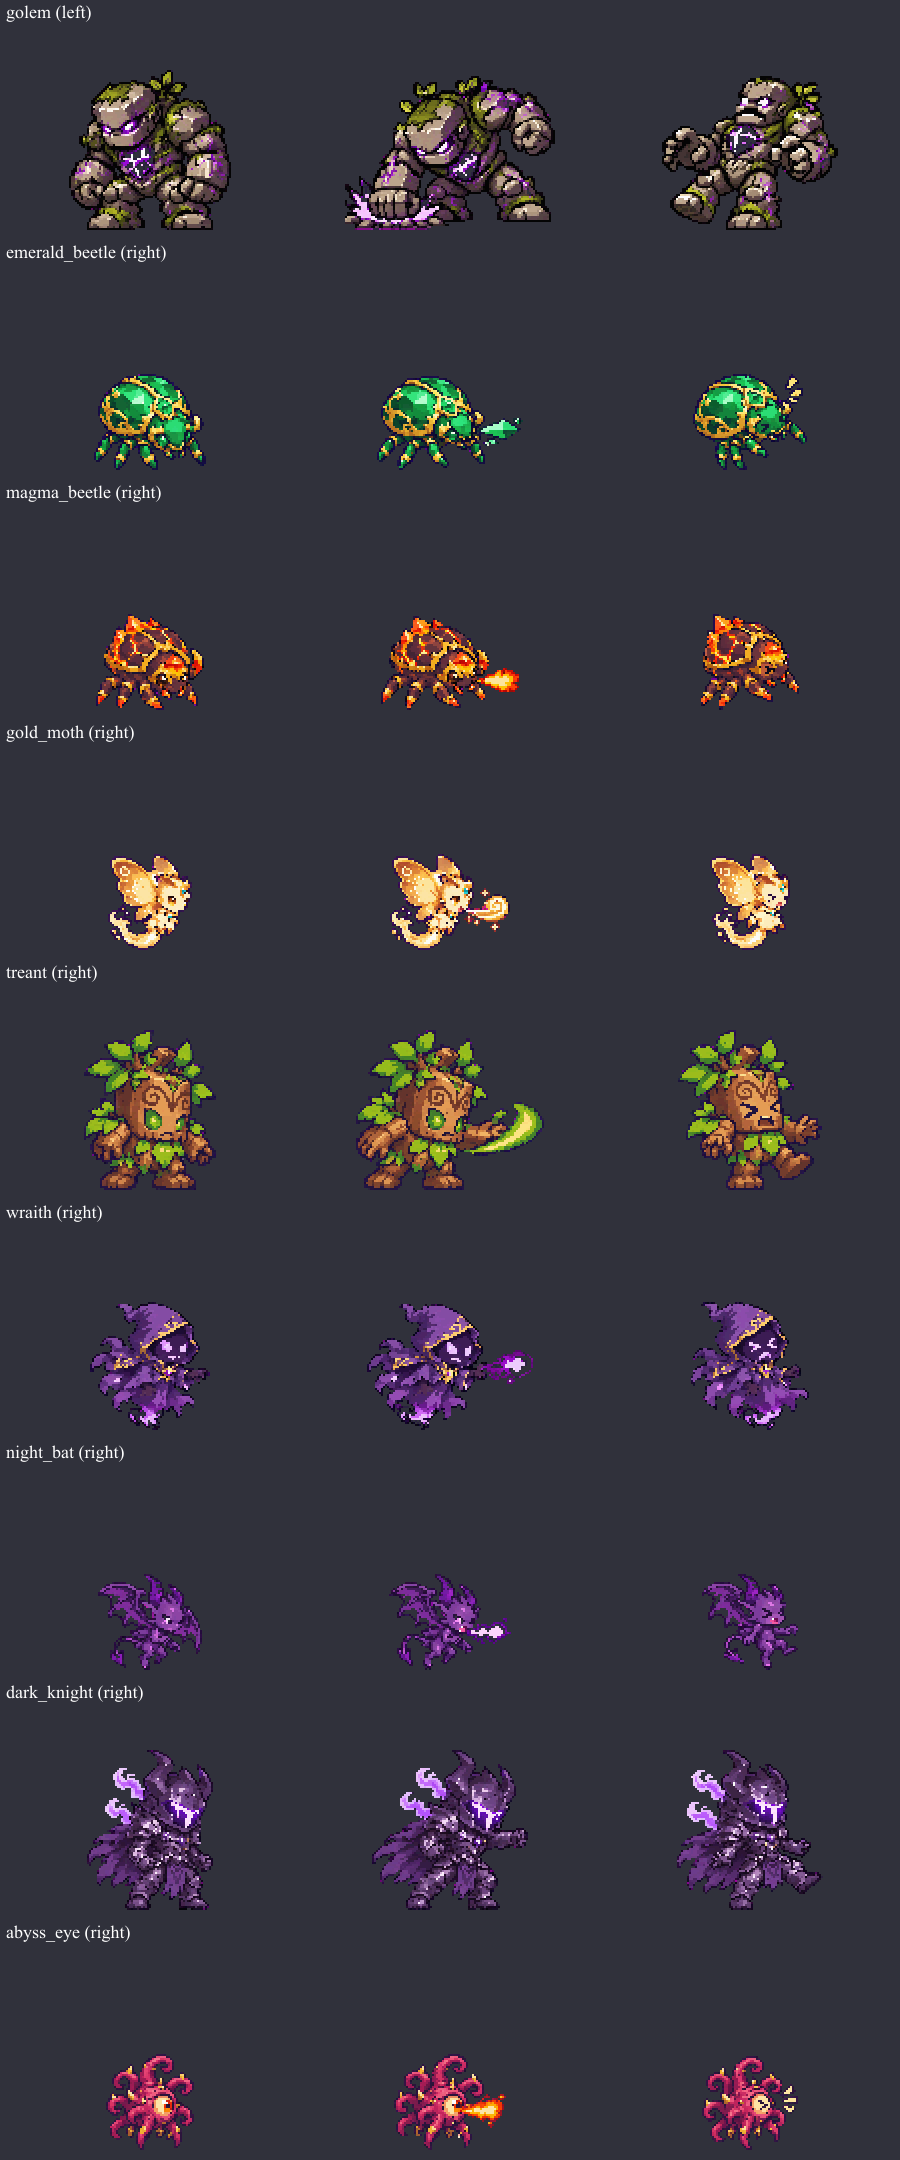 golem (left)
emerald_beetle (right)
magma_beetle (right)
gold_moth (right)
treant (right)
wraith (right)
night_bat (right)
dark_knight (right)
abyss_eye (right)